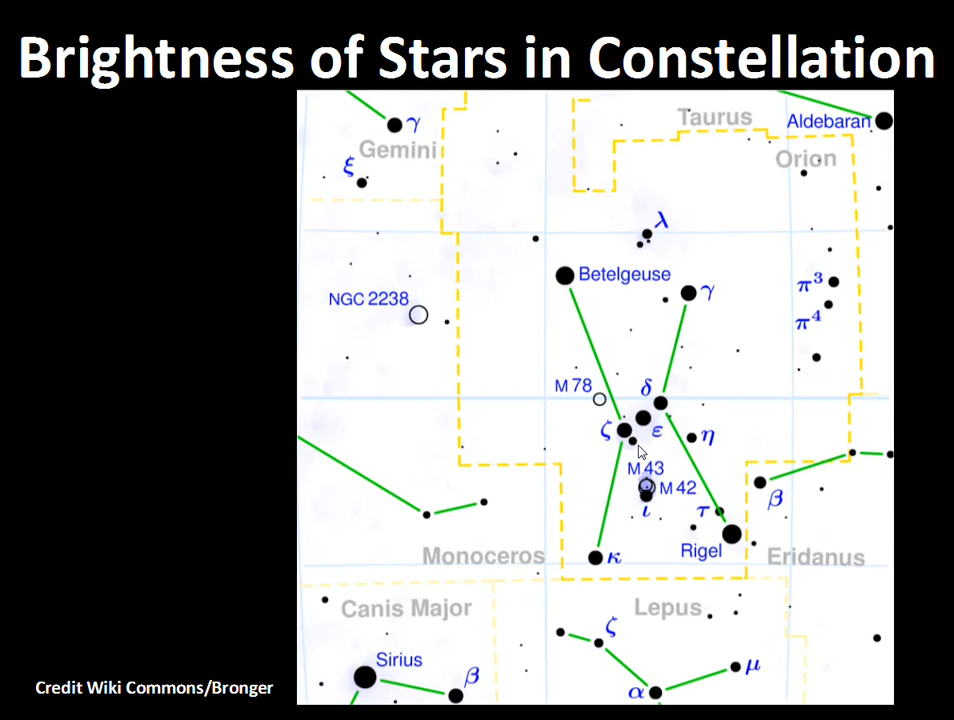 Brightness of Stars in Constellation
Taurus
Aldebaran
γ
Gemini
Orion
ξ
λ
Betelgeuse
γ
π³
NGC 2238
π⁴
M 78
δ
ζ
ε
η
M 43
M 42
β
ι
τ
Rigel
κ
Monoceros
Eridanus
Canis Major
Lepus
ζ
Sirius
μ
β
α
Credit Wiki Commons/Bronger